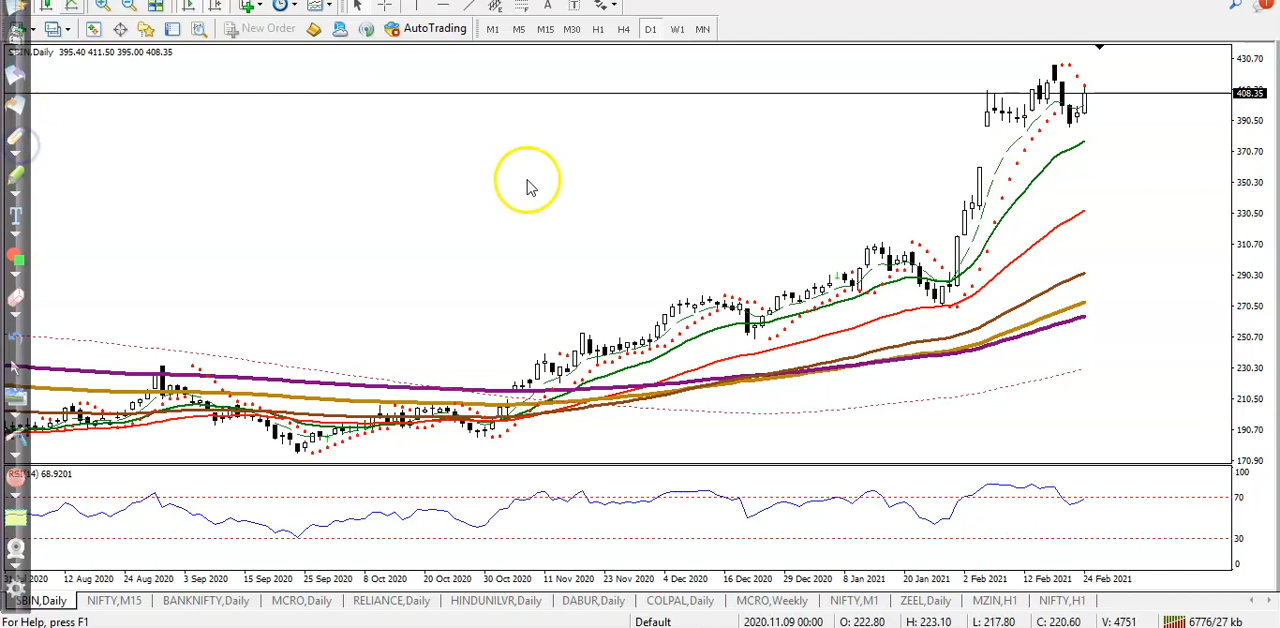 New Order
AutoTrading
M1 M5 M15 M30 H1 H4 D1 W1 MN
SBIN,Daily 395.40 411.50 395.00 408.35
430.70
408.35
390.50
370.70
350.30
330.50
310.70
290.30
270.50
250.70
230.30
210.50
190.70
170.90
RSI(14) 68.9201
100
70
30
0
31 Jul 2020 12 Aug 2020 24 Aug 2020 3 Sep 2020 15 Sep 2020 25 Sep 2020 8 Oct 2020 20 Oct 2020 30 Oct 2020 11 Nov 2020 23 Nov 2020 4 Dec 2020 16 Dec 2020 29 Dec 2020 8 Jan 2021 20 Jan 2021 2 Feb 2021 12 Feb 2021 24 Feb 2021
SBIN,Daily NIFTY,M15 BANKNIFTY,Daily MCRO,Daily RELIANCE,Daily HINDUNILVR,Daily DABUR,Daily COLPAL,Daily MCRO,Weekly NIFTY,M1 ZEEL,Daily MZIN,H1 NIFTY,H1
For Help, press F1 Default 2020.11.09 00:00 O: 222.80 H: 223.10 L: 217.80 C: 220.60 V: 4751 6776/27 kb